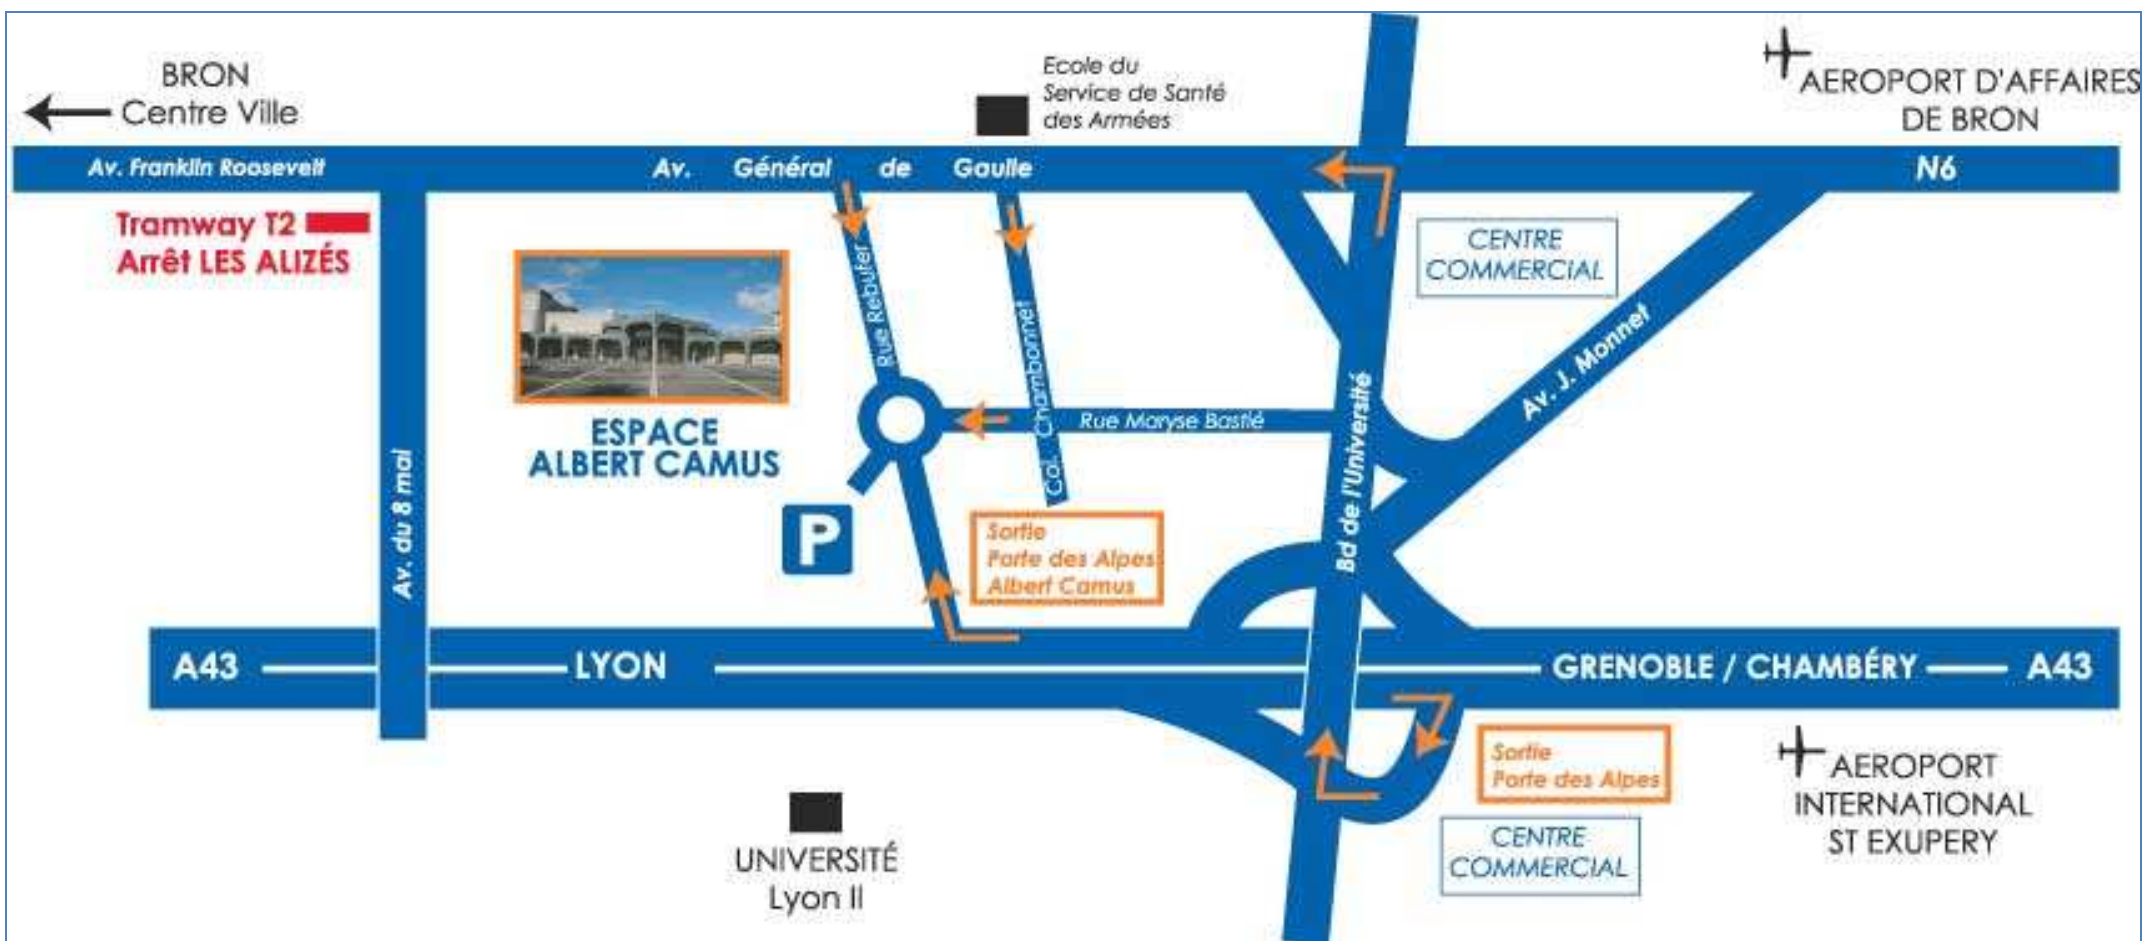 BRON
Centre Ville
Ecole du
Service de Santé
des Armées
AEROPORT D'AFFAIRES
DE BRON
Av. Franklin Roosevelt
Av. Général de Gaulle
N6
Tramway T2
Arrêt LES ALIZÉS
CENTRE
COMMERCIAL
Rue Rebufer
Col. Chambonnet
Av. J. Monnet
ESPACE
ALBERT CAMUS
Rue Maryse Bastié
Bd de l'Université
Av. du 8 mai
P
Sortie
Porte des Alpes
Albert Camus
A43
LYON
GRENOBLE / CHAMBÉRY
A43
Sortie
Porte des Alpes
AEROPORT
INTERNATIONAL
ST EXUPERY
CENTRE
COMMERCIAL
UNIVERSITÉ
Lyon II